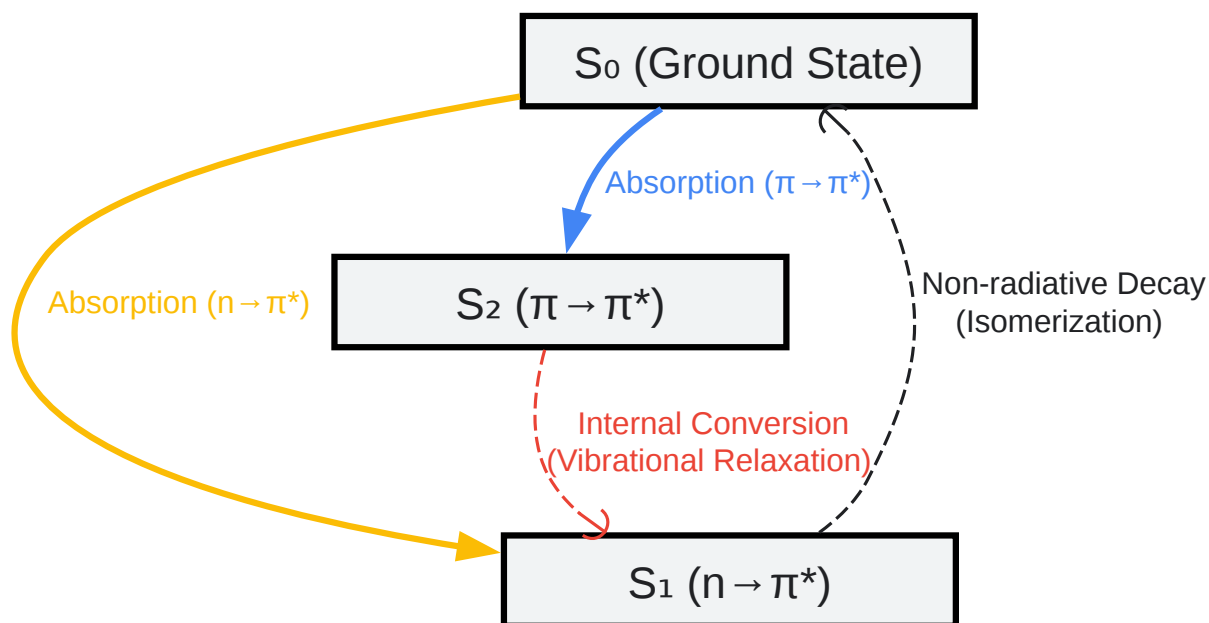 S₀ (Ground State)
Absorption (π→π*)
Absorption (n→π*)
S₂ (π→π*)
Non-radiative Decay
(Isomerization)
Internal Conversion
(Vibrational Relaxation)
S₁ (n→π*)